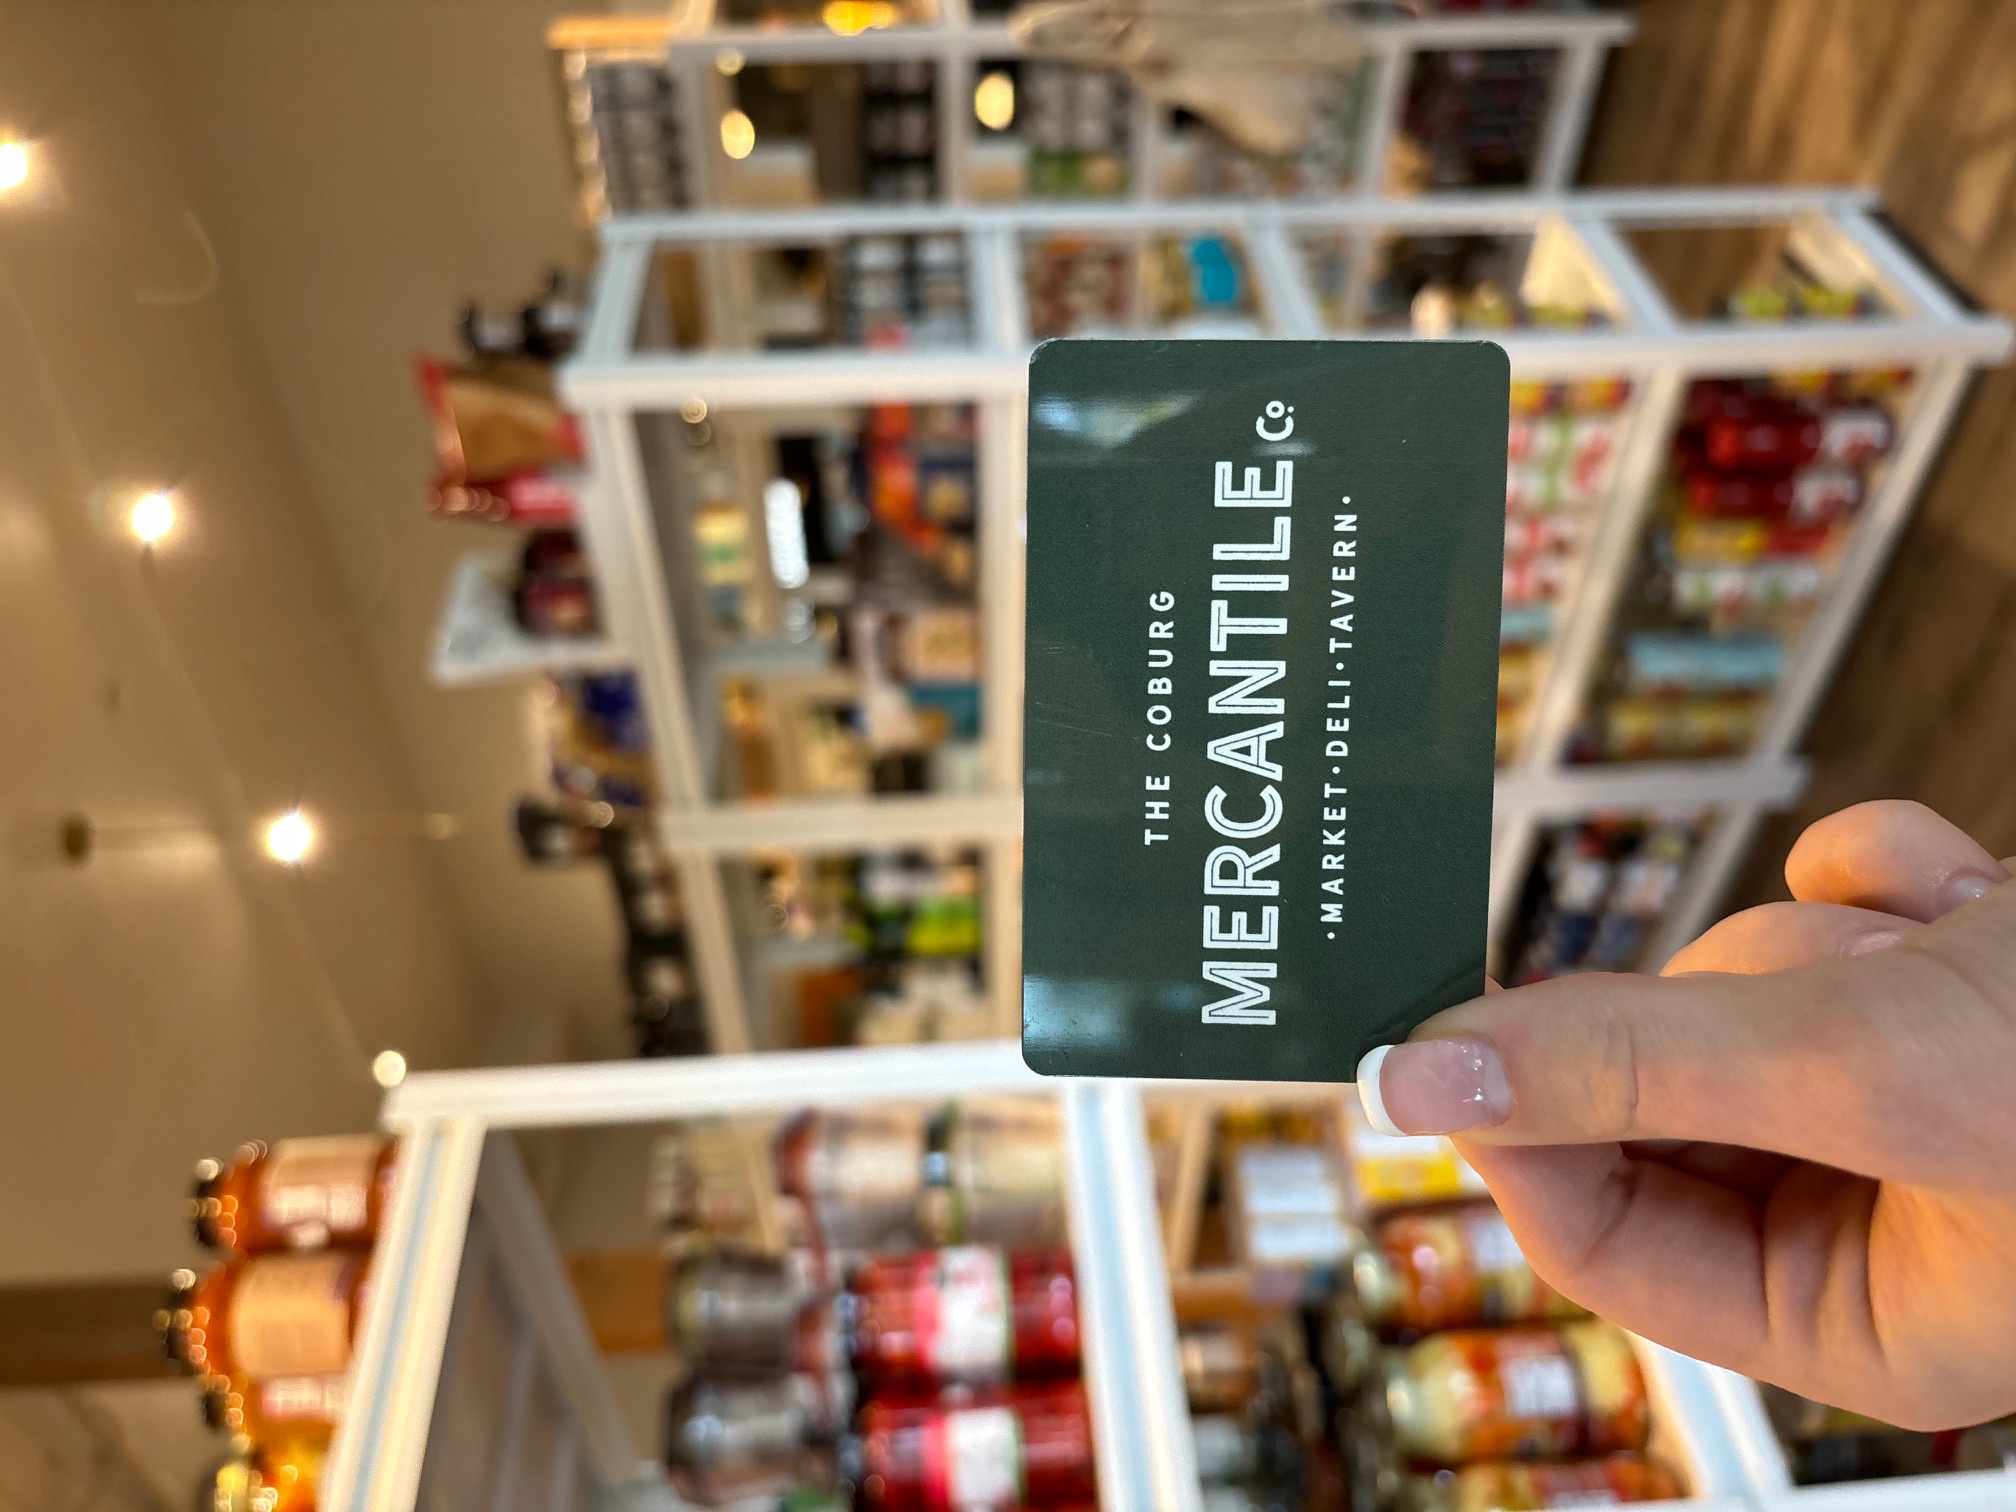 THE COBURG
MERCANTILE Co
·MARKET·DELI·TAVERN·